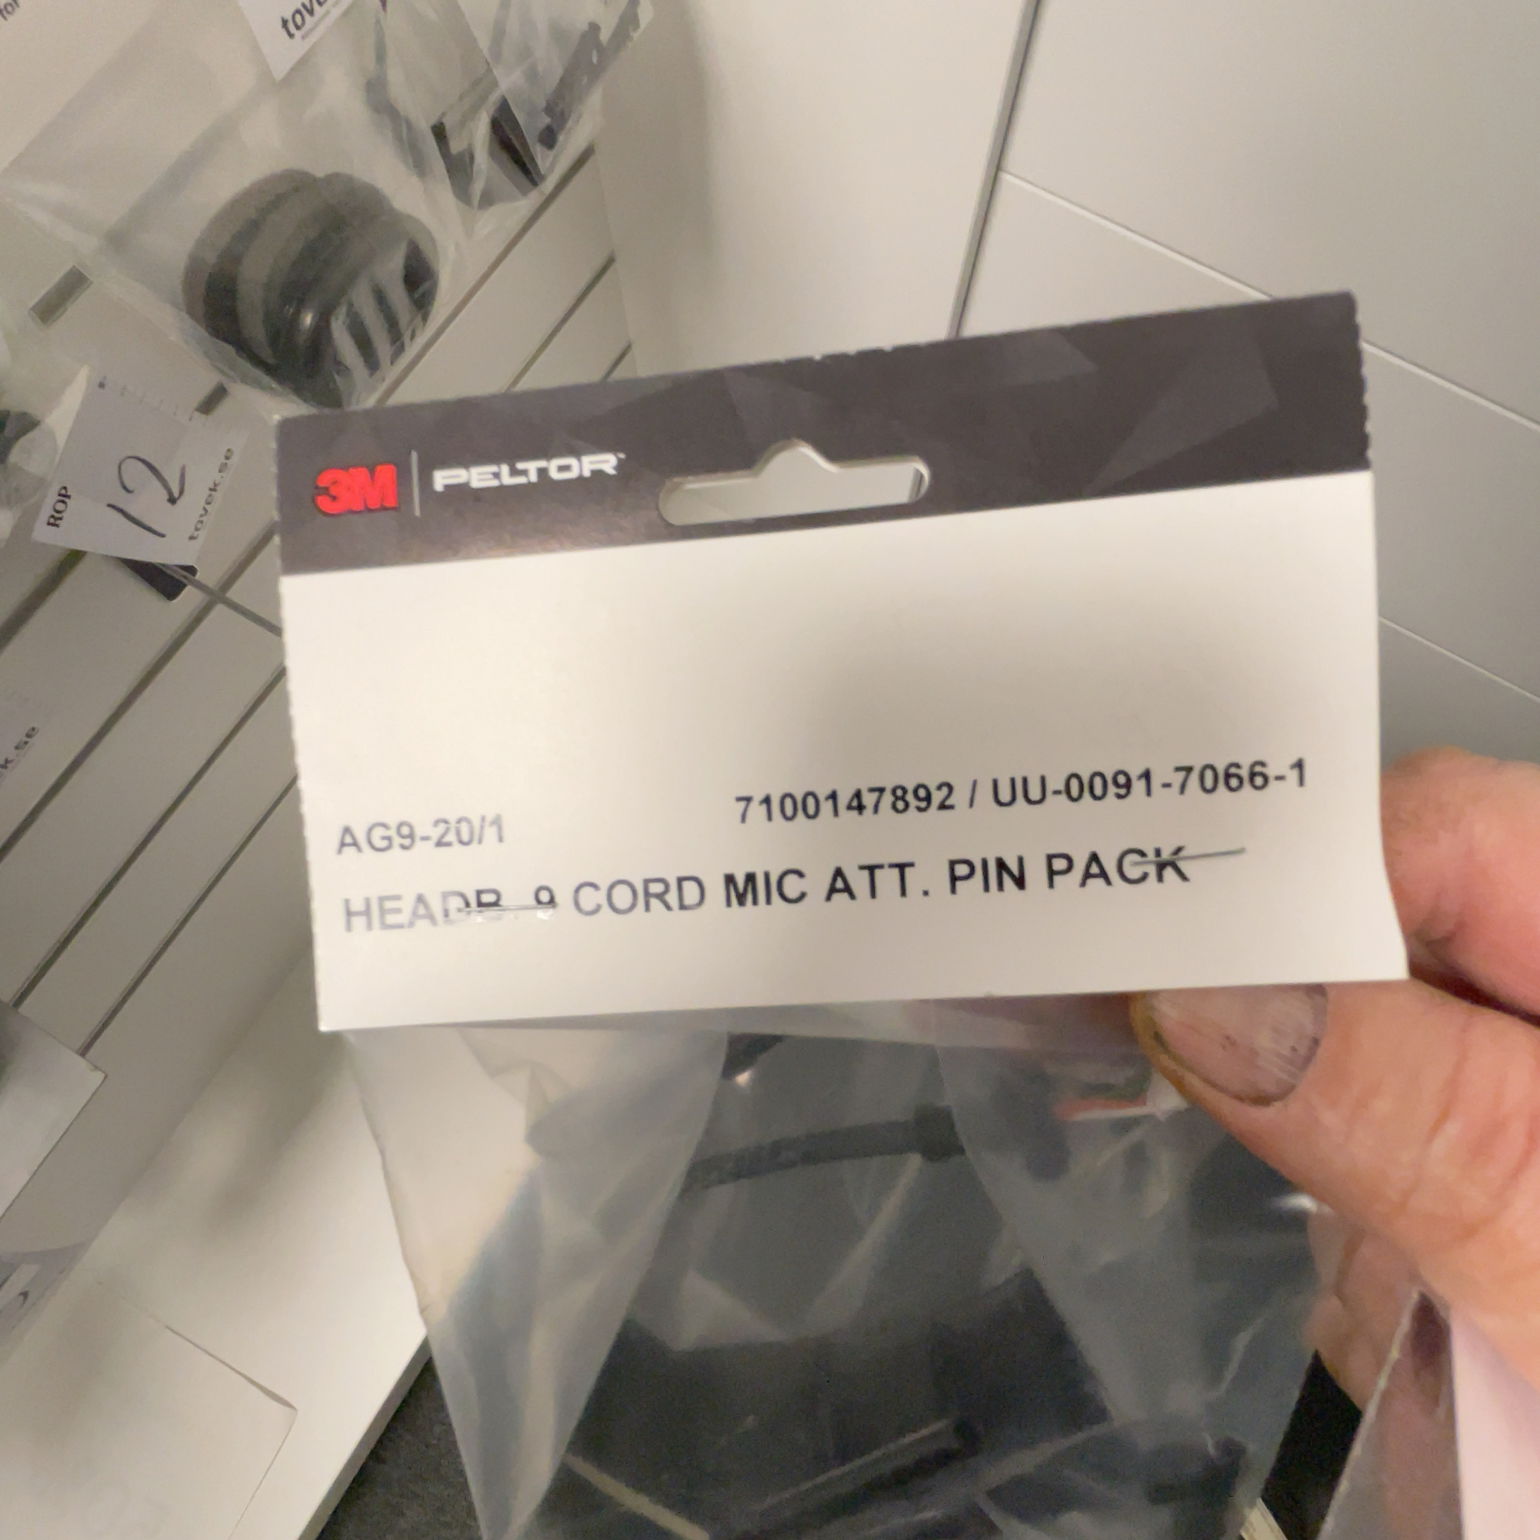 3M PELTOR™
AG9-20/1
7100147892 / UU-0091-7066-1
HEADB. 9 CORD MIC ATT. PIN PACK
ROP
12
tovek.se